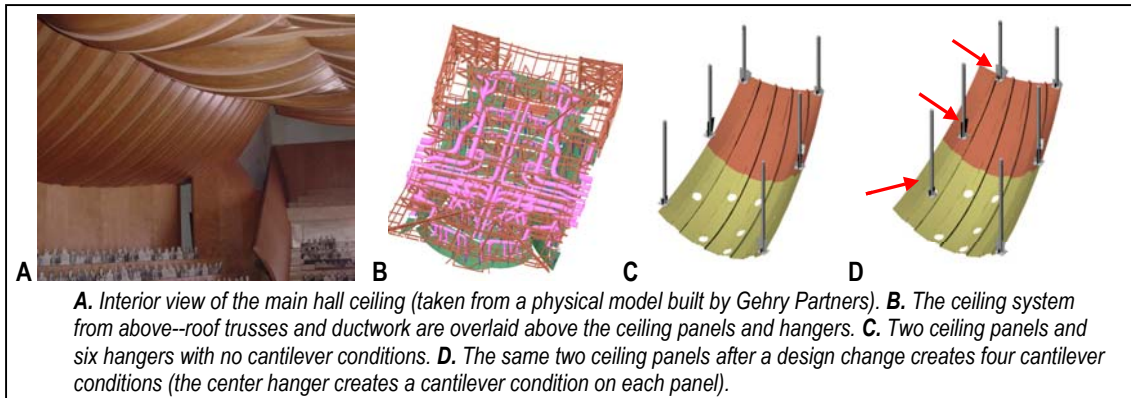 A
B
C
D
A. Interior view of the main hall ceiling (taken from a physical model built by Gehry Partners). B. The ceiling system
from above--roof trusses and ductwork are overlaid above the ceiling panels and hangers. C. Two ceiling panels and
six hangers with no cantilever conditions. D. The same two ceiling panels after a design change creates four cantilever
conditions (the center hanger creates a cantilever condition on each panel).